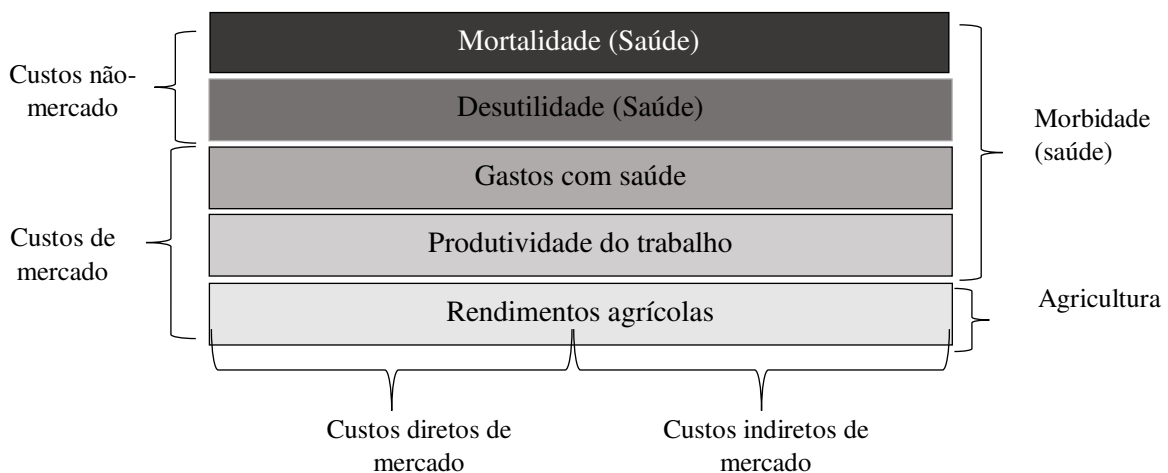 Mortalidade (Saúde)
Custos não-
mercado
Desutilidade (Saúde)
Morbidade
(saúde)
Gastos com saúde
Custos de
mercado
Produtividade do trabalho
Rendimentos agrícolas
Agricultura
Custos diretos de
mercado
Custos indiretos de
mercado